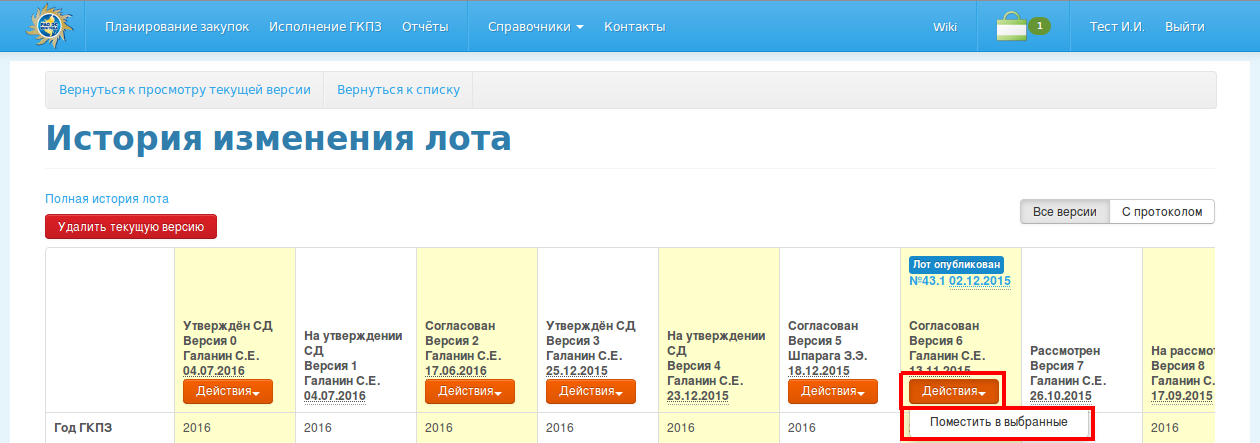 Планирование закупок Исполнение ГКПЗ Отчёты Справочники Контакты Wiki 1 Тест И.И. Выйти
Вернуться к просмотру текущей версии Вернуться к списку
История изменения лота
Полная история лота
Все версии С протоколом
Удалить текущую версию
Утверждён СД
Версия 0
Галанин С.Е.
04.07.2016
Действия
На утверждении
СД
Версия 1
Галанин С.Е.
04.07.2016
Согласован
Версия 2
Галанин С.Е.
17.06.2016
Действия
Утверждён СД
Версия 3
Галанин С.Е.
25.12.2015
Действия
На утверждении
СД
Версия 4
Галанин С.Е.
23.12.2015
Согласован
Версия 5
Шпарага З.Э.
18.12.2015
Действия
Лот опубликован
№43.1 02.12.2015
Согласован
Версия 6
Галанин С.Е.
13.11.2015
Действия
Поместить в выбранные
Рассмотрен
Версия 7
Галанин С.Е.
26.10.2015
На рассмот
Версия 8
Галанин С.
17.09.2015
Год ГКПЗ 2016 2016 2016 2016 2016 2016 2016